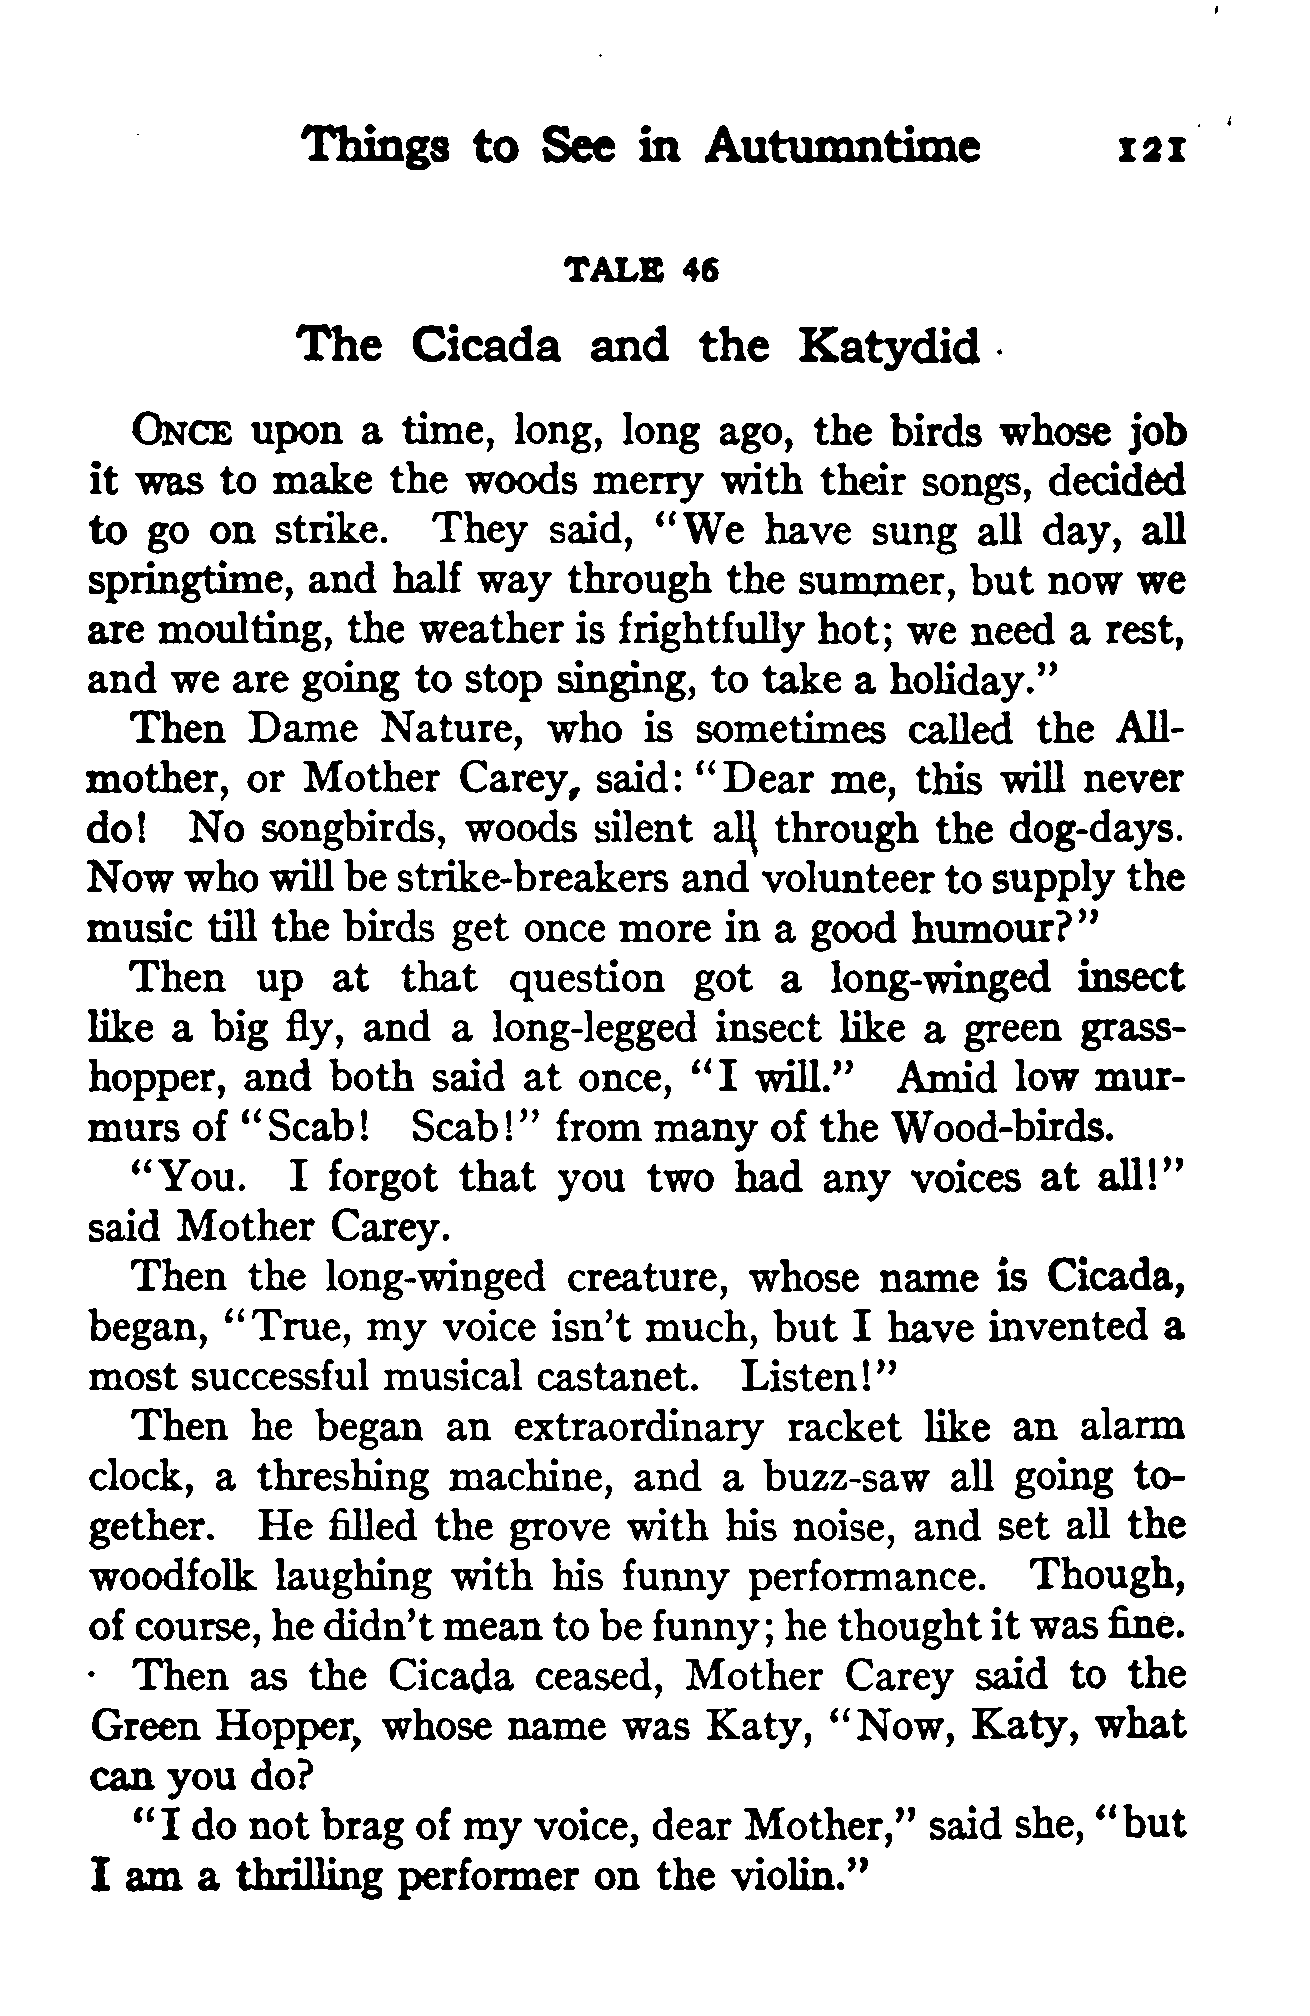 Things to See in Autumntime 121
TALE 46
The Cicada and the Katydid
ONCE upon a time, long, long ago, the birds whose job
it was to make the woods merry with their songs, decided
to go on strike. They said, "We have sung all day, all
springtime, and half way through the summer, but now we
are moulting, the weather is frightfully hot; we need a rest,
and we are going to stop singing, to take a holiday."
Then Dame Nature, who is sometimes called the All-
mother, or Mother Carey, said: "Dear me, this will never
do! No songbirds, woods silent all through the dog-days.
Now who will be strike-breakers and volunteer to supply the
music till the birds get once more in a good humour?"
Then up at that question got a long-winged insect
like a big fly, and a long-legged insect like a green grass-
hopper, and both said at once, "I will." Amid low mur-
murs of "Scab! Scab!" from many of the Wood-birds.
"You. I forgot that you two had any voices at all!"
said Mother Carey.
Then the long-winged creature, whose name is Cicada,
began, "True, my voice isn't much, but I have invented a
most successful musical castanet. Listen!"
Then he began an extraordinary racket like an alarm
clock, a threshing machine, and a buzz-saw all going to-
gether. He filled the grove with his noise, and set all the
woodfolk laughing with his funny performance. Though,
of course, he didn't mean to be funny; he thought it was fine.
Then as the Cicada ceased, Mother Carey said to the
Green Hopper, whose name was Katy, "Now, Katy, what
can you do?
"I do not brag of my voice, dear Mother," said she, "but
I am a thrilling performer on the violin."